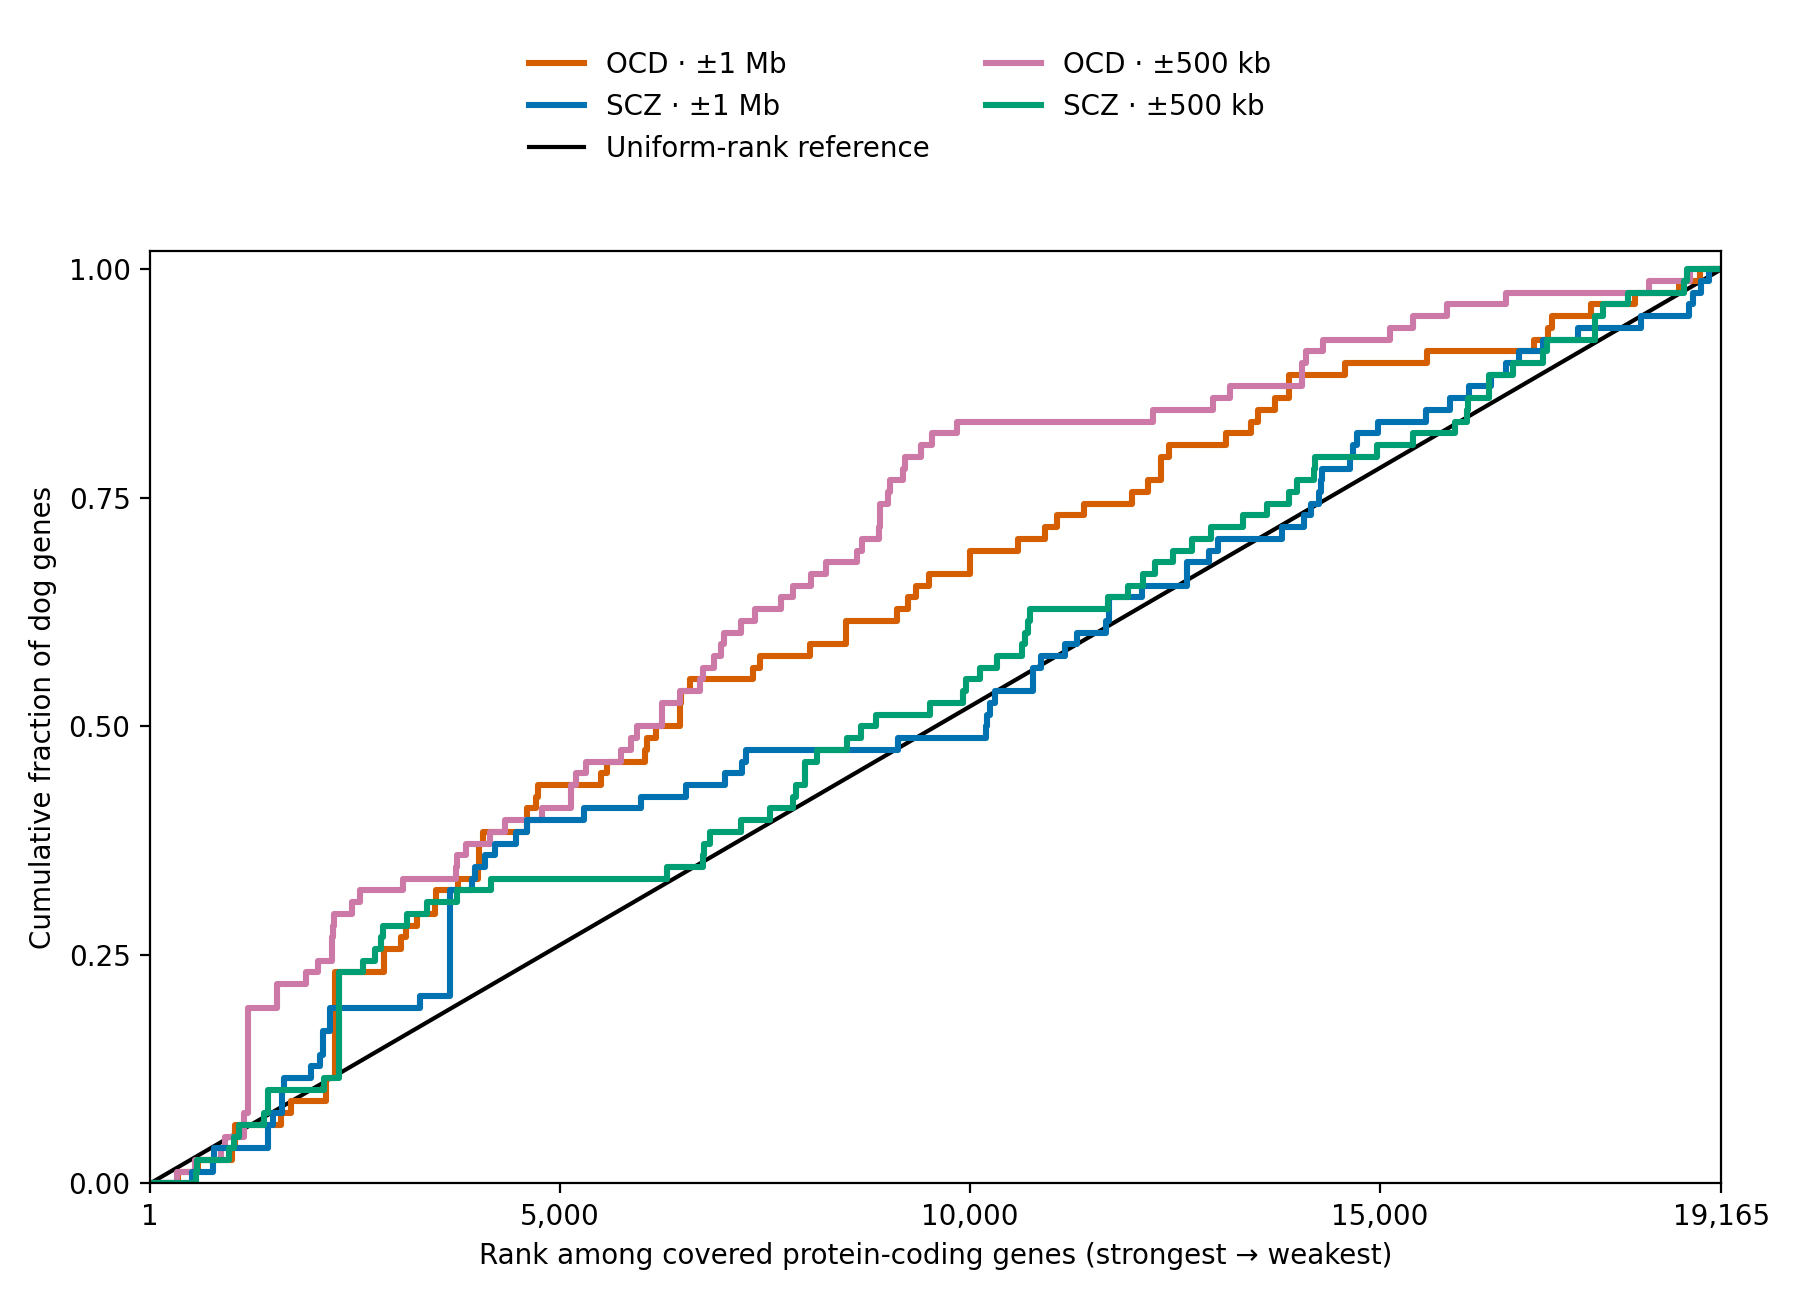 OCD · ±1 Mb
SCZ · ±1 Mb
Uniform-rank reference
OCD · ±500 kb
SCZ · ±500 kb
Cumulative fraction of dog genes
1.00
0.75
0.50
0.25
0.00
1
5,000
10,000
15,000
19,165
Rank among covered protein-coding genes (strongest → weakest)